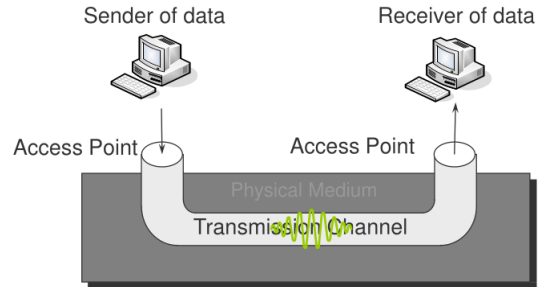 Sender of data
Receiver of data
Access Point
Access Point
Physical Medium
Transmission Channel